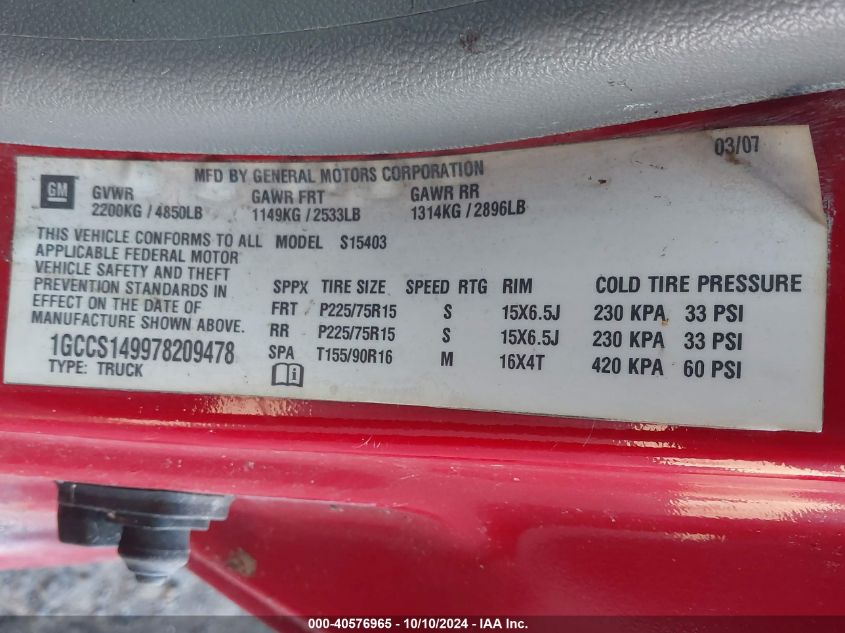 03/07
MFD BY GENERAL MOTORS CORPORATION
GM GVWR GAWR FRT GAWR RR
2200KG / 4850LB 1149KG / 2533LB 1314KG / 2896LB
THIS VEHICLE CONFORMS TO ALL
APPLICABLE FEDERAL MOTOR
VEHICLE SAFETY AND THEFT
PREVENTION STANDARDS IN
EFFECT ON THE DATE OF
MANUFACTURE SHOWN ABOVE.
1GCCS149978209478
TYPE: TRUCK
MODEL S15403
SPPX TIRE SIZE SPEED RTG RIM COLD TIRE PRESSURE
FRT P225/75R15 S 15X6.5J 230 KPA 33 PSI
RR P225/75R15 S 15X6.5J 230 KPA 33 PSI
SPA T155/90R16 M 16X4T 420 KPA 60 PSI
000-40576965 - 10/10/2024 - IAA Inc.